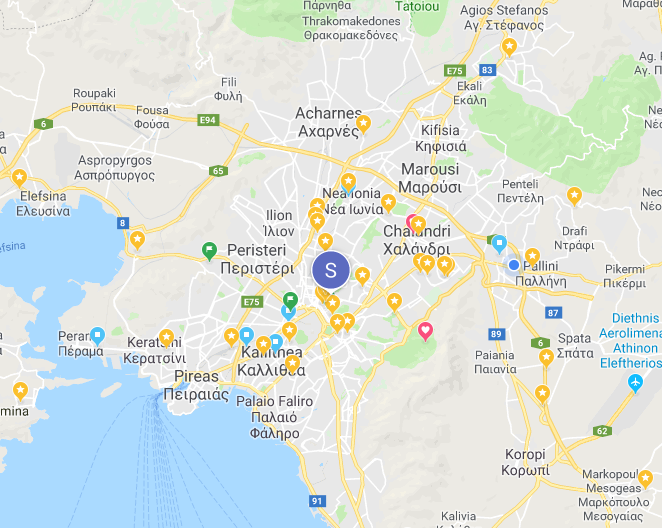 Πάρνηθα
Tatoiou
Thrakomakedones
Θρακομακεδόνες
Agios Stefanos
Αγ. Στέφανος
E75
83
Ekali
Εκάλη
Roupaki
Ρουπάκι
Fili
Φυλή
Fousa
Φούσα
E94
6
Acharnes
Αχαρνές
Kifisia
Κηφισιά
Aspropyrgos
Ασπρόπυργος
65
Marousi
Μαρούσι
Penteli
Πεντέλη
Elefsina
Ελευσίνα
Nea Ionia
Νέα Ιωνία
8
Ilion
Ίλιον
Chalandri
Χαλάνδρι
Drafi
Ντράφι
Peristeri
Περιστέρι
S
Pallini
Παλλήνη
Pikermi
Πικέρμι
E75
87
89
6
Diethnis
Aerolimena
Athinon
Eleftherios
Spata
Σπάτα
Perama
Πέραμα
Keratsini
Κερατσίνι
Kallithea
Καλλιθέα
Paiania
Παιανία
Pireas
Πειραιάς
Palaio Faliro
Παλαιό
Φάληρο
mina
62
Koropi
Κορωπί
Markopoulo
Mesogeas
Μαρκόπουλο
Μεσογαίας
91
Kalivia